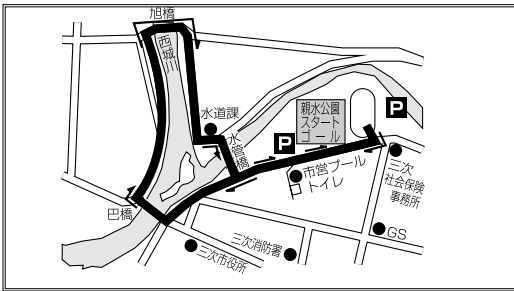 旭橋
西城川
水道課
水管橋
親水公園
スタート
ゴール
P
P
市営プール
トイレ
三次
社会保険
事務所
巴橋
三次消防署
GS
三次市役所